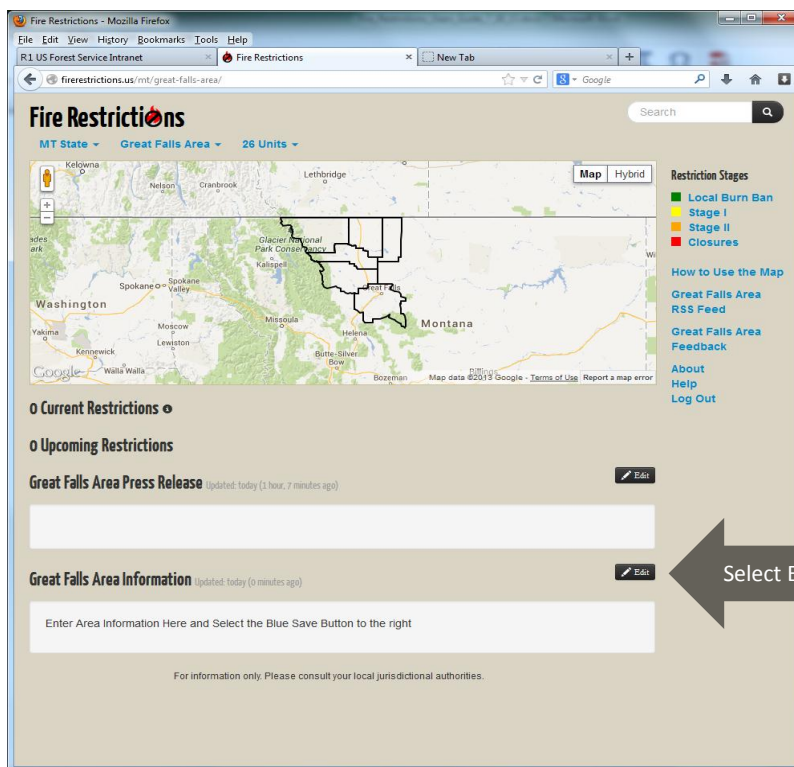 Fire Restrictions - Mozilla Firefox
File Edit View History Bookmarks Tools Help
R1 US Forest Service Intranet
Fire Restrictions
New Tab
firerestrictions.us/mt/great-falls-area/
Google
Fire Restrictions
Search
MT State Great Falls Area 26 Units
Kelowna
Nelson
Cranbrook
Lethbridge
Map Hybrid
Glacier National
Park Conservancy
Kalispell
Spokane
Spokane
Valley
Great Falls
Washington
Moscow
Missoula
Helena
Montana
Yakima
Lewiston
Kennewick
Butte-Silver
Bow
Google
Walla Walla
Bozeman
Billings
Map data ©2013 Google - Terms of Use Report a map error
Restriction Stages
Local Burn Ban
Stage I
Stage II
Closures
How to Use the Map
Great Falls Area
RSS Feed
Great Falls Area
Feedback
About
Help
Log Out
0 Current Restrictions
0 Upcoming Restrictions
Great Falls Area Press Release Updated: today (1 hour, 7 minutes ago)
Edit
Great Falls Area Information Updated: today (0 minutes ago)
Edit
Select E
Enter Area Information Here and Select the Blue Save Button to the right
For information only. Please consult your local jurisdictional authorities.